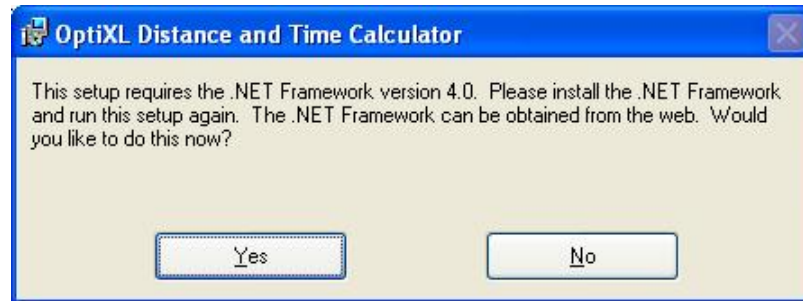 OptiXL Distance and Time Calculator
This setup requires the .NET Framework version 4.0.  Please install the .NET Framework
and run this setup again.  The .NET Framework can be obtained from the web.  Would
you like to do this now?
Yes No